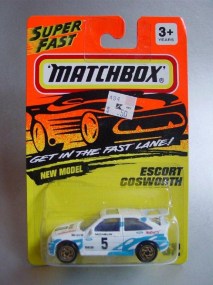 SUPER
FAST
3+
YEARS
MATCHBOX
GET IN THE FAST LANE!
NEW MODEL
ESCORT
COSWORTH
5